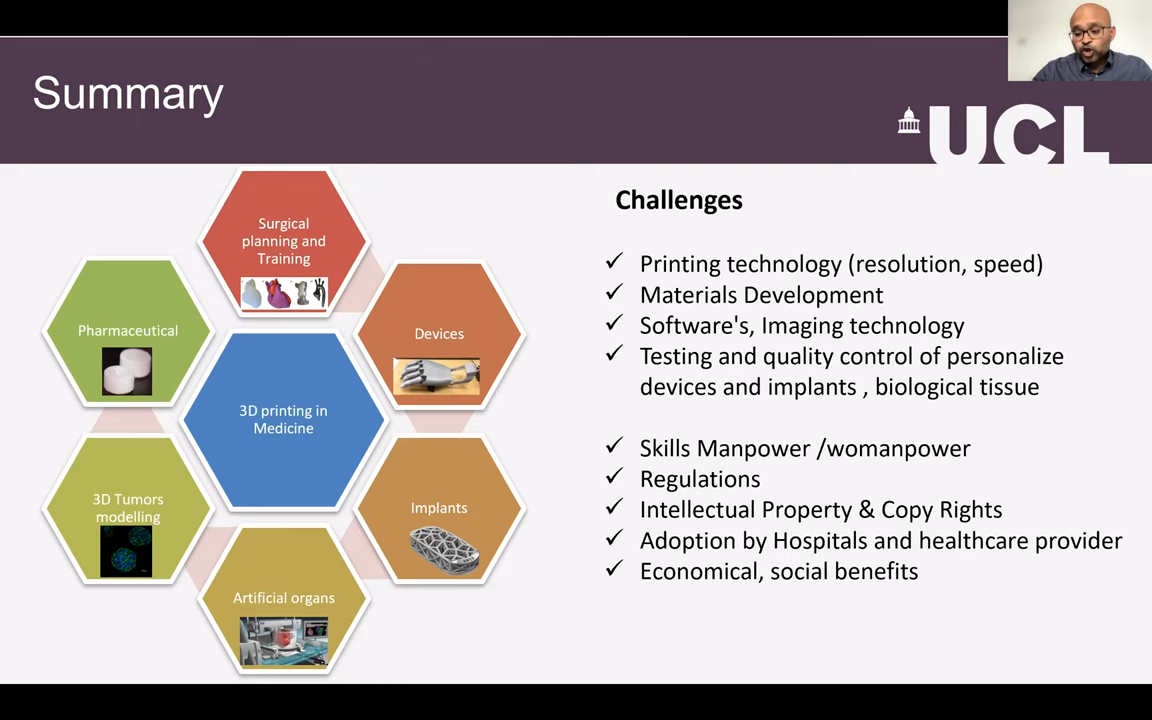 Summary
UCL
Surgical
planning and
Training
Pharmaceutical
Devices
3D printing in
Medicine
3D Tumors
modelling
Implants
Artificial organs
Challenges
✓ Printing technology (resolution, speed)
✓ Materials Development
✓ Software's, Imaging technology
✓ Testing and quality control of personalize
devices and implants , biological tissue
✓ Skills Manpower /womanpower
✓ Regulations
✓ Intellectual Property & Copy Rights
✓ Adoption by Hospitals and healthcare provider
✓ Economical, social benefits